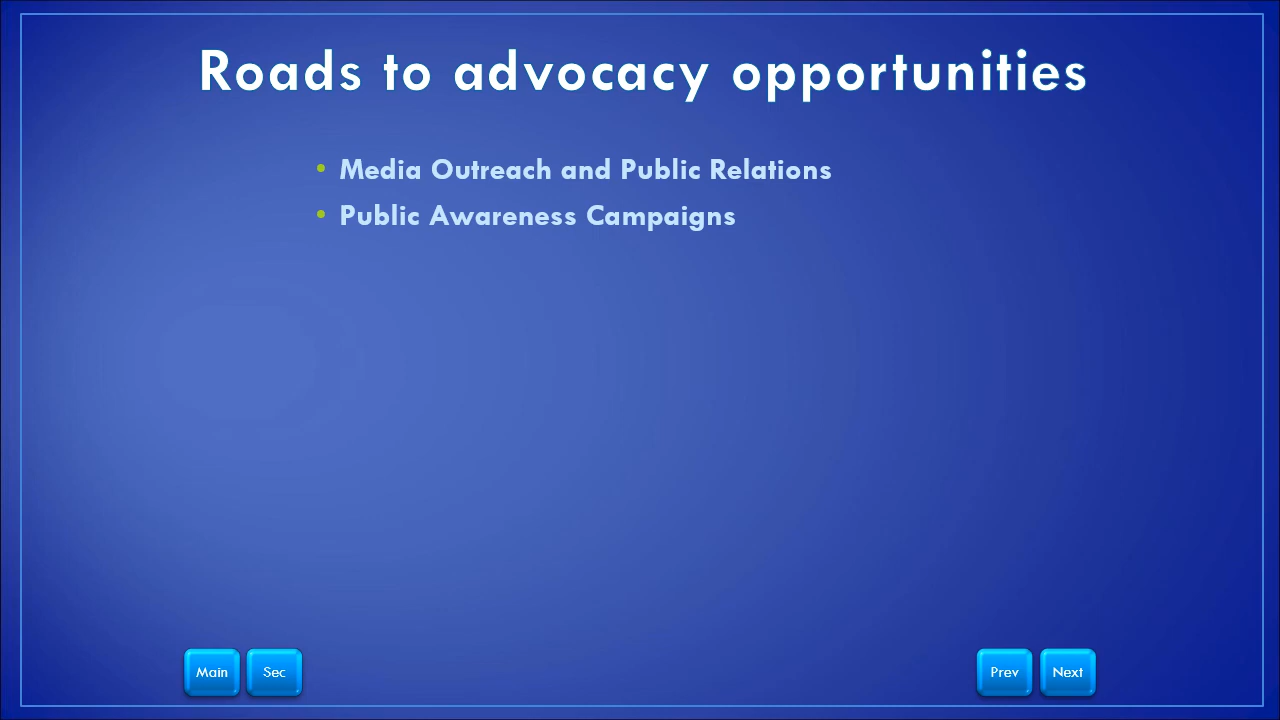 Roads to advocacy opportunities
• Media Outreach and Public Relations
• Public Awareness Campaigns
Main Sec Prev Next